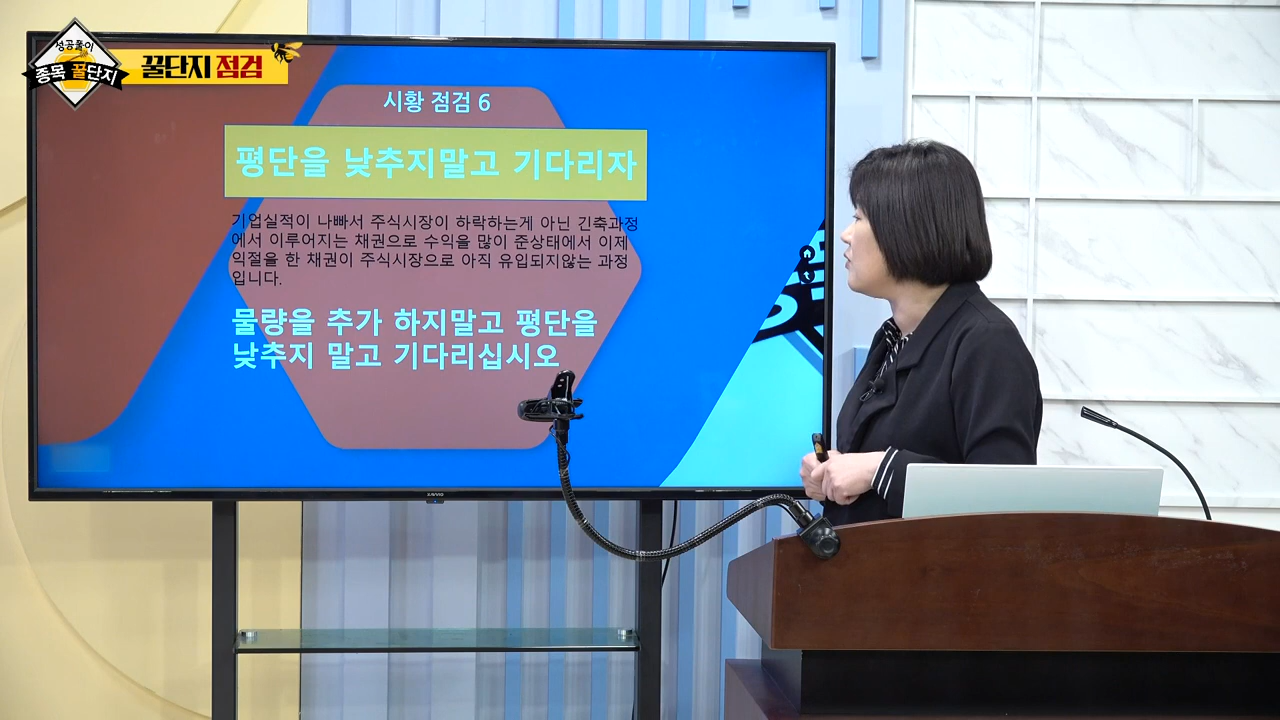 성공풀이
종목 꿀단지
꿀단지 점검
시황 점검 6
평단을 낮추지말고 기다리자
기업실적이 나빠서 주식시장이 하락하는게 아닌 긴축과정
에서 이루어지는 채권으로 수익을 많이 준상태에서 이제
익절을 한 채권이 주식시장으로 아직 유입되지않는 과정
입니다.
물량을 추가 하지말고 평단을
낮추지 말고 기다리십시오